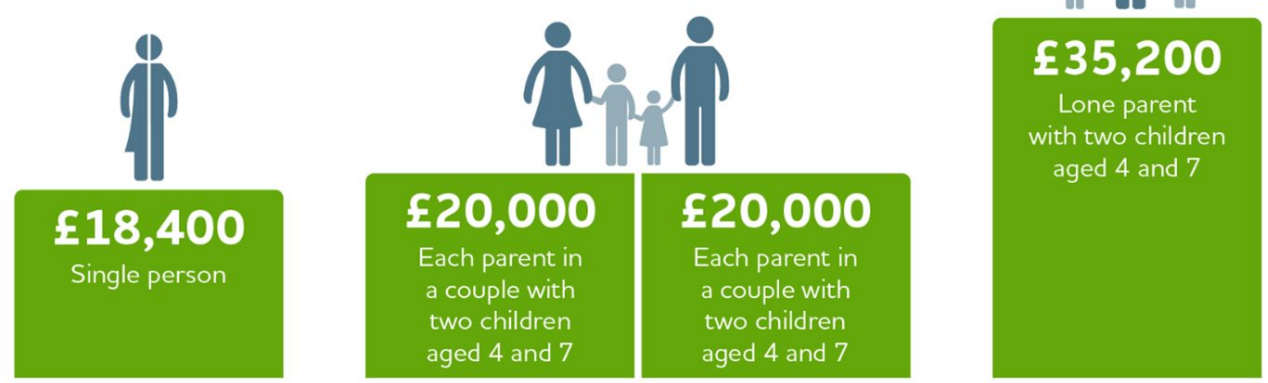 £18,400
Single person
£20,000
Each parent in
a couple with
two children
aged 4 and 7
£20,000
Each parent in
a couple with
two children
aged 4 and 7
£35,200
Lone parent
with two children
aged 4 and 7